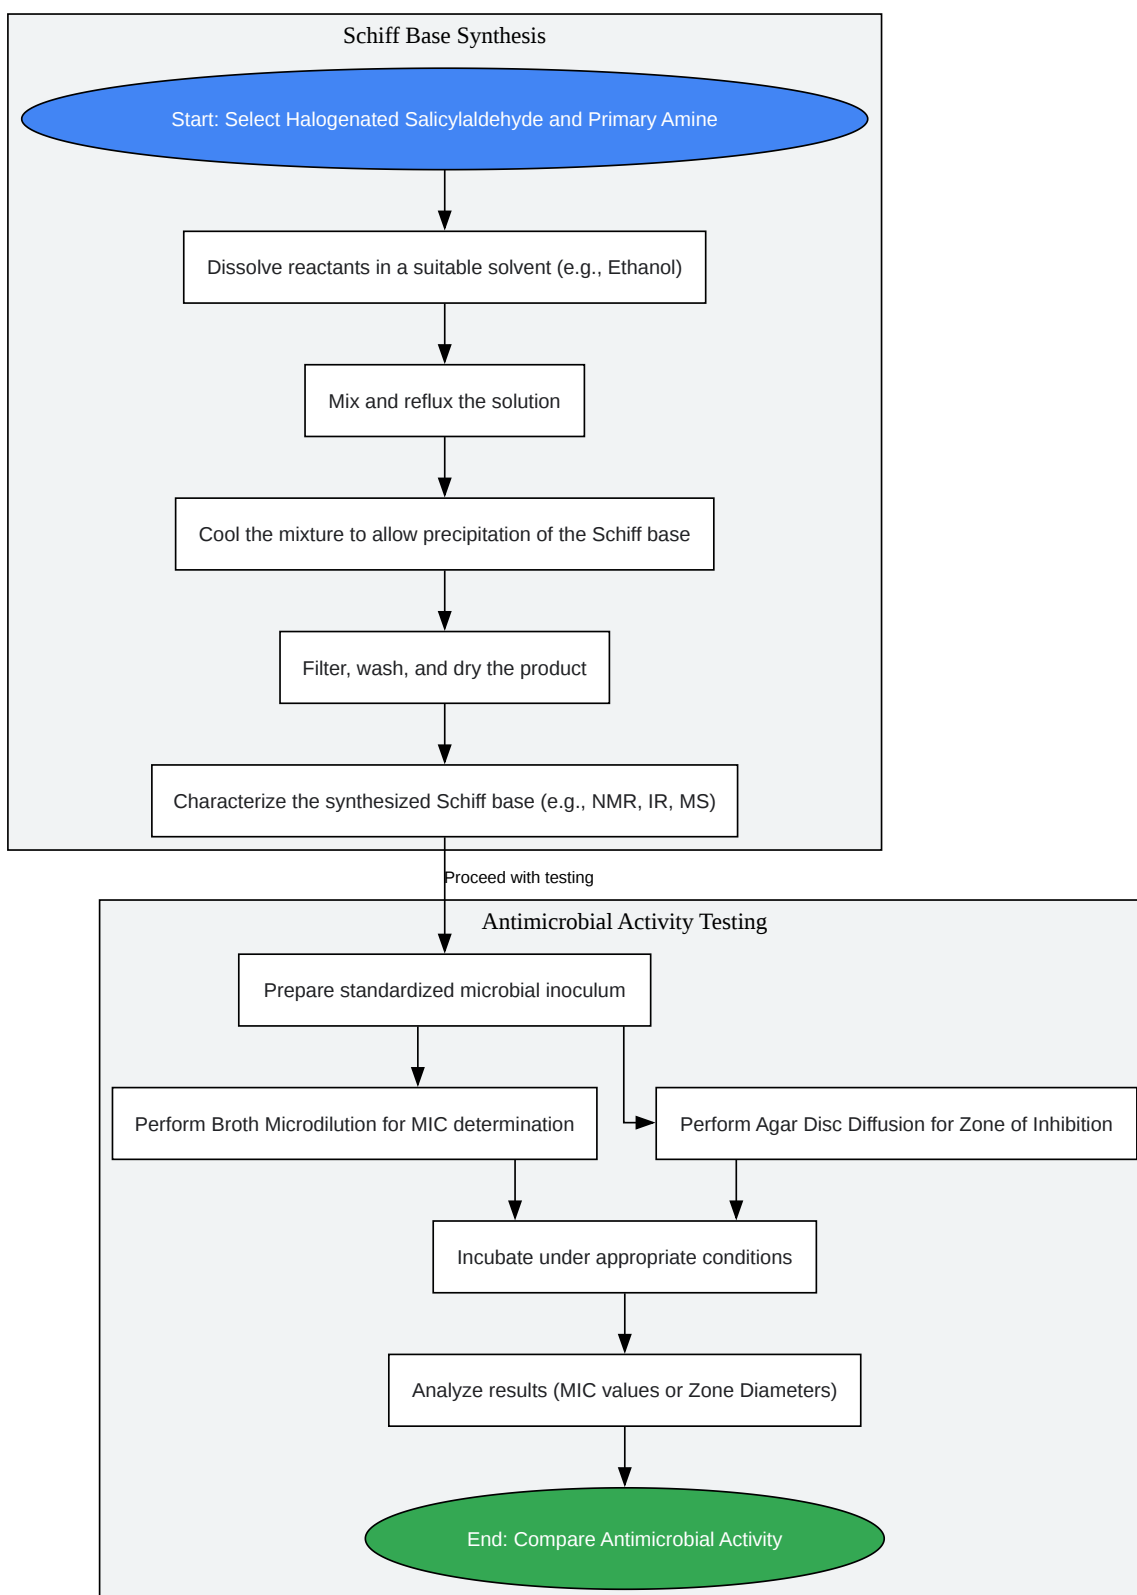 Schiff Base Synthesis
Start: Select Halogenated Salicylaldehyde and Primary Amine
Dissolve reactants in a suitable solvent (e.g., Ethanol)
Mix and reflux the solution
Cool the mixture to allow precipitation of the Schiff base
Filter, wash, and dry the product
Characterize the synthesized Schiff base (e.g., NMR, IR, MS)
Proceed with testing
Antimicrobial Activity Testing
Prepare standardized microbial inoculum
Perform Broth Microdilution for MIC determination
Perform Agar Disc Diffusion for Zone of Inhibition
Incubate under appropriate conditions
Analyze results (MIC values or Zone Diameters)
End: Compare Antimicrobial Activity